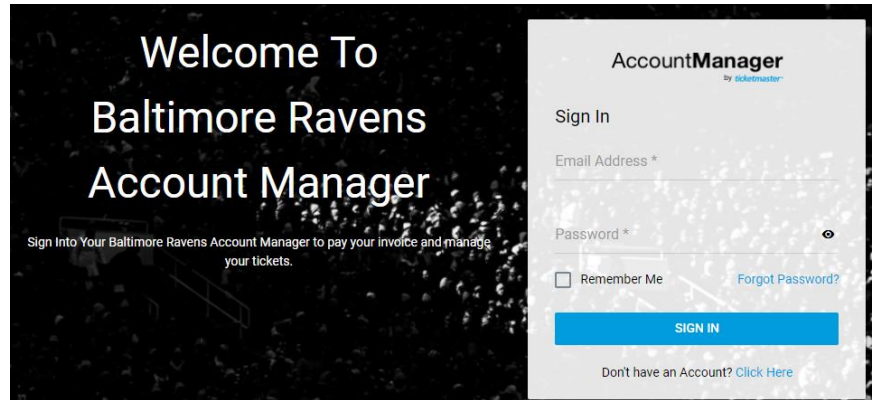 Welcome To
Baltimore Ravens
Account Manager
Sign Into Your Baltimore Ravens Account Manager to pay your invoice and manage
your tickets.
AccountManager
by ticketmaster
Sign In
Email Address *
Password *
Remember Me
Forgot Password?
SIGN IN
Don't have an Account? Click Here